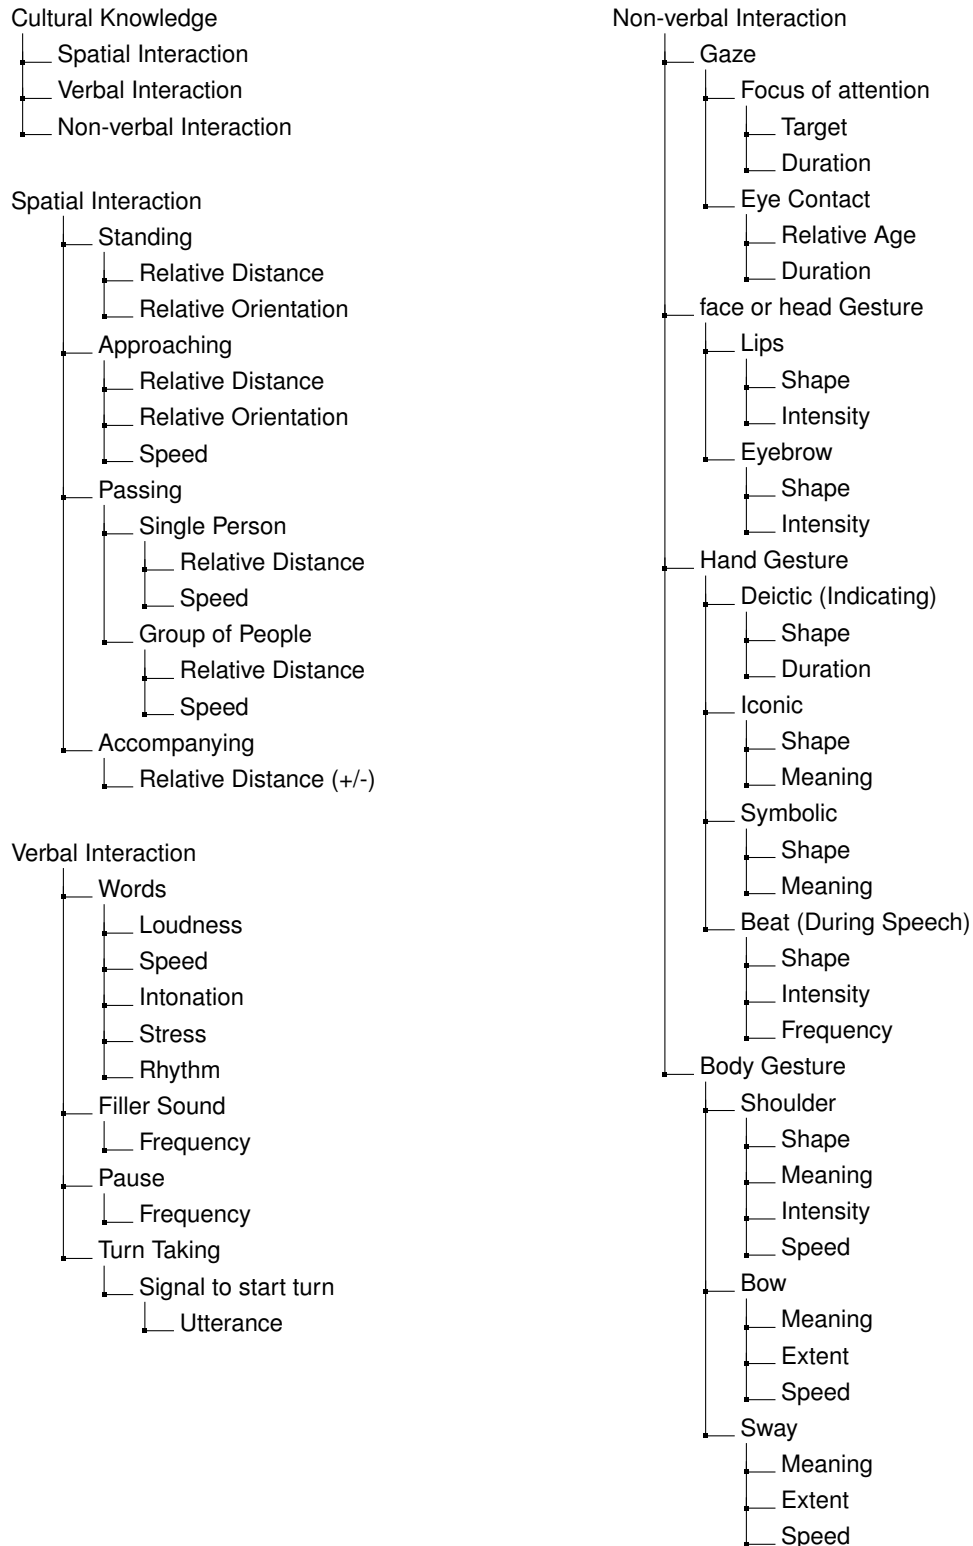 Cultural Knowledge
Spatial Interaction
Verbal Interaction
Non-verbal Interaction
Spatial Interaction
Standing
Relative Distance
Relative Orientation
Approaching
Relative Distance
Relative Orientation
Speed
Passing
Single Person
Relative Distance
Speed
Group of People
Relative Distance
Speed
Accompanying
Relative Distance (+/-)
Verbal Interaction
Words
Loudness
Speed
Intonation
Stress
Rhythm
Filler Sound
Frequency
Pause
Frequency
Turn Taking
Signal to start turn
Utterance
Non-verbal Interaction
Gaze
Focus of attention
Target
Duration
Eye Contact
Relative Age
Duration
face or head Gesture
Lips
Shape
Intensity
Eyebrow
Shape
Intensity
Hand Gesture
Deictic (Indicating)
Shape
Duration
Iconic
Shape
Meaning
Symbolic
Shape
Meaning
Beat (During Speech)
Shape
Intensity
Frequency
Body Gesture
Shoulder
Shape
Meaning
Intensity
Speed
Bow
Meaning
Extent
Speed
Sway
Meaning
Extent
Speed